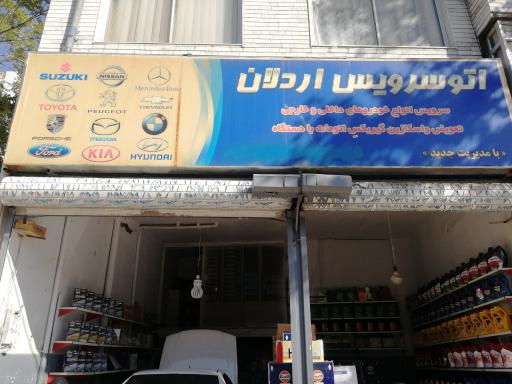 اتوسرویس اردلان
سرویس انواع خودروهای داخلی و خارجی
تعویض واسکازین گیربکس اتوماتیک با دستگاه
«با مدیریت جدید»
SUZUKI
NISSAN
Mercedes-Benz
TOYOTA
PEUGEOT
CHEVROLET
PORSCHE
mazda
Ford
KIA
HYUNDAI